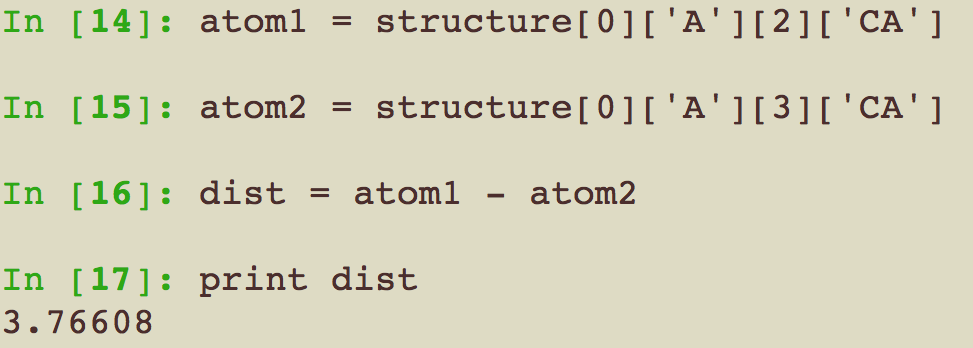 In [14]: atom1 = structure[0]['A'][2]['CA']
In [15]: atom2 = structure[0]['A'][3]['CA']
In [16]: dist = atom1 - atom2
In [17]: print dist
3.76608